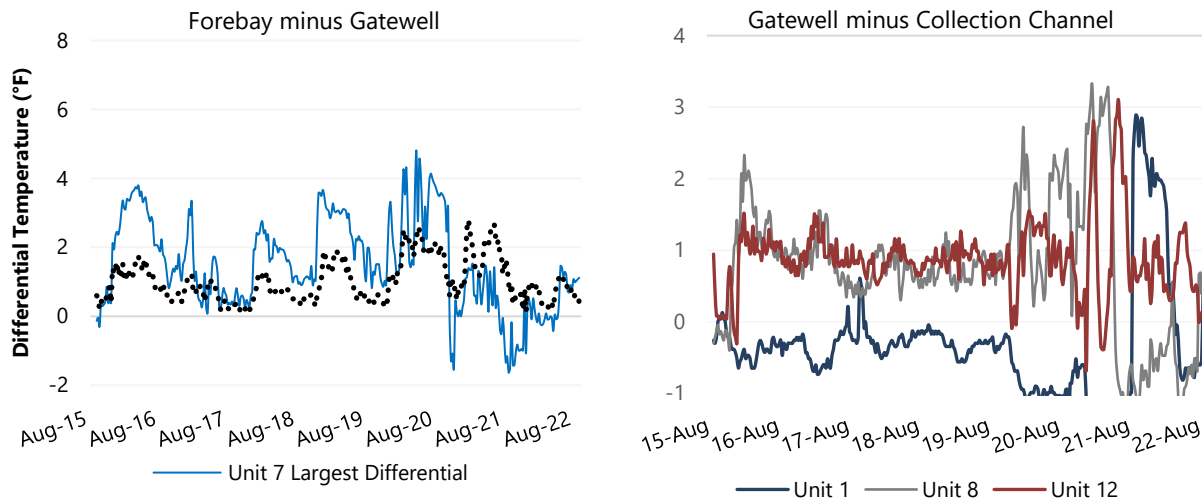 Forebay minus Gatewell
Differential Temperature (°F)
8
6
4
2
0
-2
Aug-15
Aug-16
Aug-17
Aug-18
Aug-19
Aug-20
Aug-21
Aug-22
Unit 7 Largest Differential
Gatewell minus Collection Channel
4
3
2
1
0
-1
15-Aug
16-Aug
17-Aug
18-Aug
19-Aug
20-Aug
21-Aug
22-Aug
Unit 1 Unit 8 Unit 12